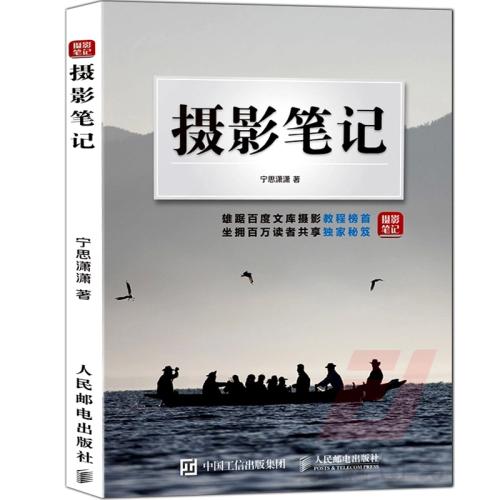 摄影
笔记
摄影笔记
宁思潇潇 著
人民邮电出版社
摄影笔记
宁思潇潇 著
雄踞百度文库摄影教程榜首
坐拥百万读者共享独家秘笈
摄影
笔记
中国工信出版集团
人民邮电出版社
POSTS & TELECOM PRESS